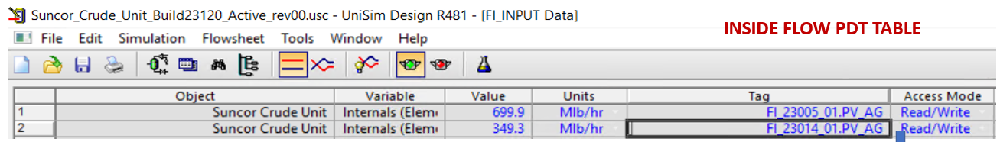 Suncor_Crude_Unit_Build23120_Active_rev00.usc - UniSim Design R481 - [FI_INPUT Data]
File Edit Simulation Flowsheet Tools Window Help
INSIDE FLOW PDT TABLE
Object Variable Value Units Tag Access Mode
1 Suncor Crude Unit Internals (Elem 699.9 Mlb/hr FI_23005_01.PV_AG Read/Write
2 Suncor Crude Unit Internals (Elem 349.3 Mlb/hr FI_23014_01.PV_AG Read/Write